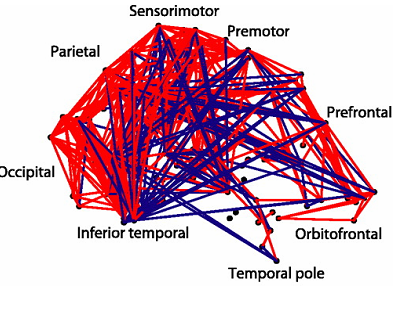 Sensorimotor
Premotor
Parietal
Prefrontal
Occipital
Inferior temporal
Orbitofrontal
Temporal pole